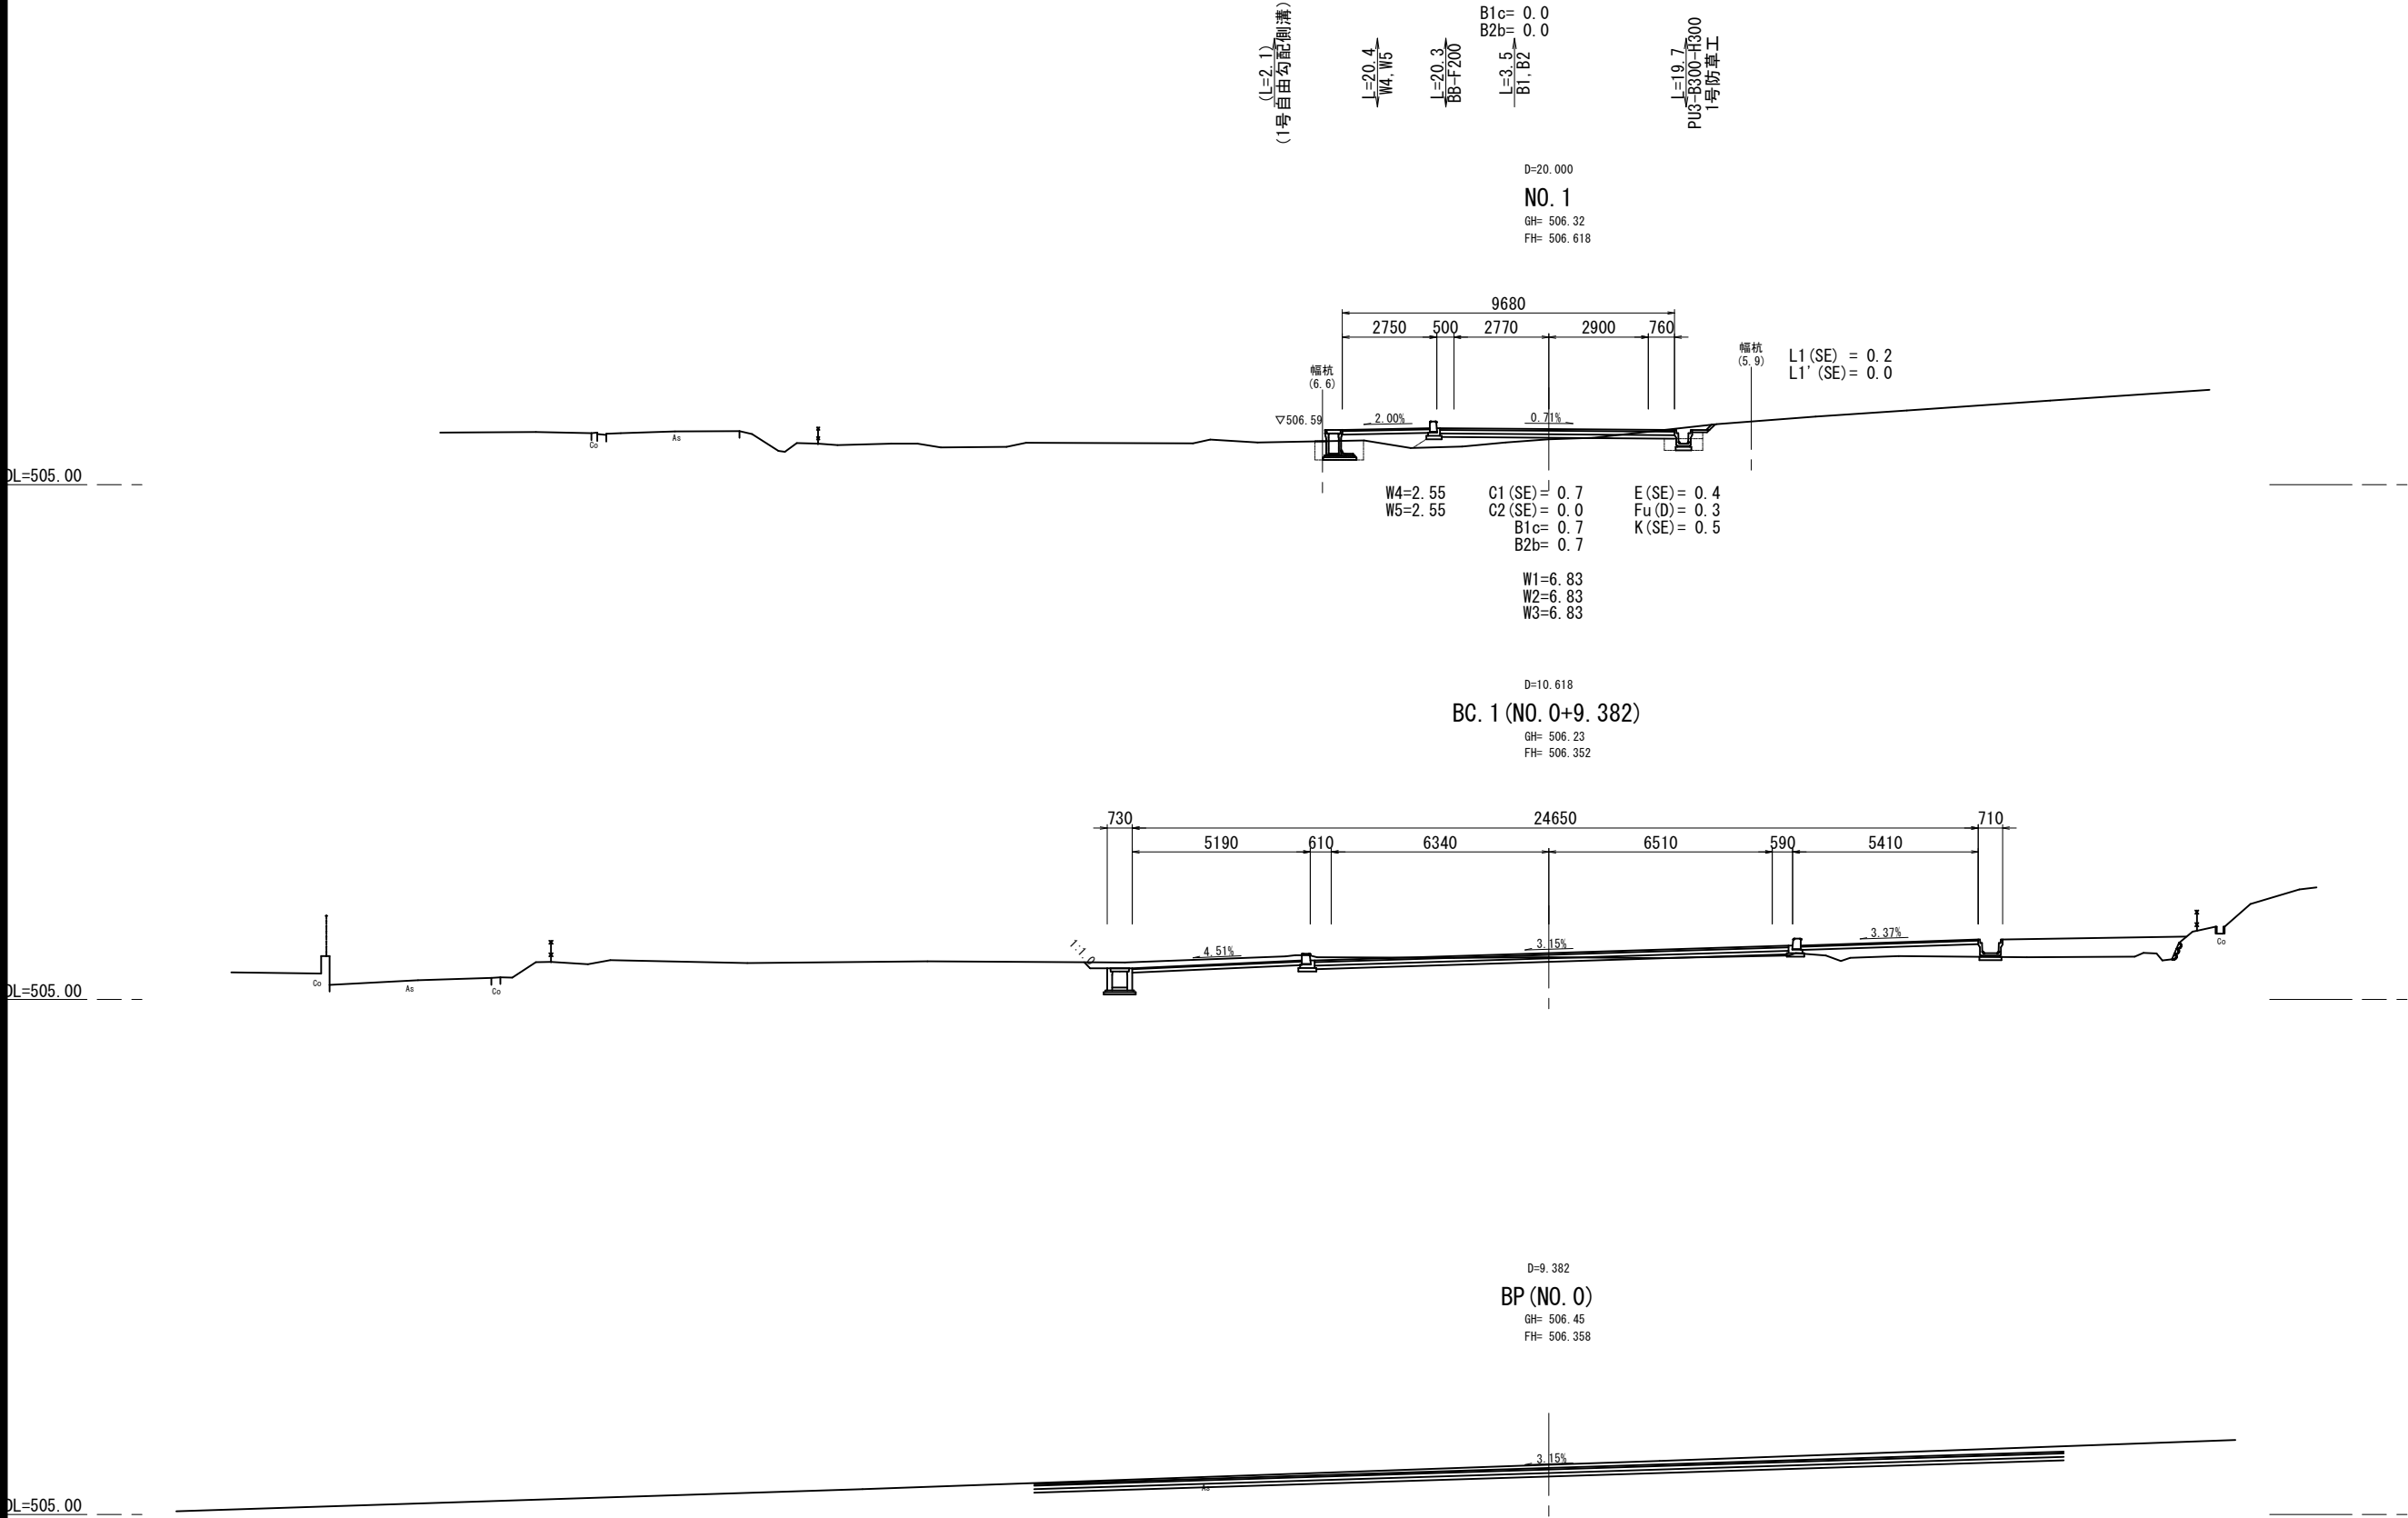 B1c= 0.0
B2b= 0.0
(L=2.1)
(1号自由勾配側溝)
L=20.4
W4,W5
L=20.3
BB-F200
L=3.5
B1,B2
L=19.7
PU3-B300-H300
1号防草工
D=20.000
NO.1
GH= 506.32
FH= 506.618
9680
2750 500 2770 2900 760
幅杭
(6.6)
幅杭
(5.9)
L1(SE) = 0.2
L1'(SE)= 0.0
▽506.59
2.00%
0.71%
Co
As
DL=505.00
W4=2.55
W5=2.55
C1(SE)= 0.7
C2(SE)= 0.0
B1c= 0.7
B2b= 0.7
E(SE)= 0.4
Fu(D)= 0.3
K(SE)= 0.5
W1=6.83
W2=6.83
W3=6.83
D=10.618
BC.1(NO.0+9.382)
GH= 506.23
FH= 506.352
730 24650 710
5190 610 6340 6510 590 5410
1:1.0
4.51%
3.15%
3.37%
Co
As
Co
Co
DL=505.00
D=9.382
BP(NO.0)
GH= 506.45
FH= 506.358
3.15%
As
DL=505.00